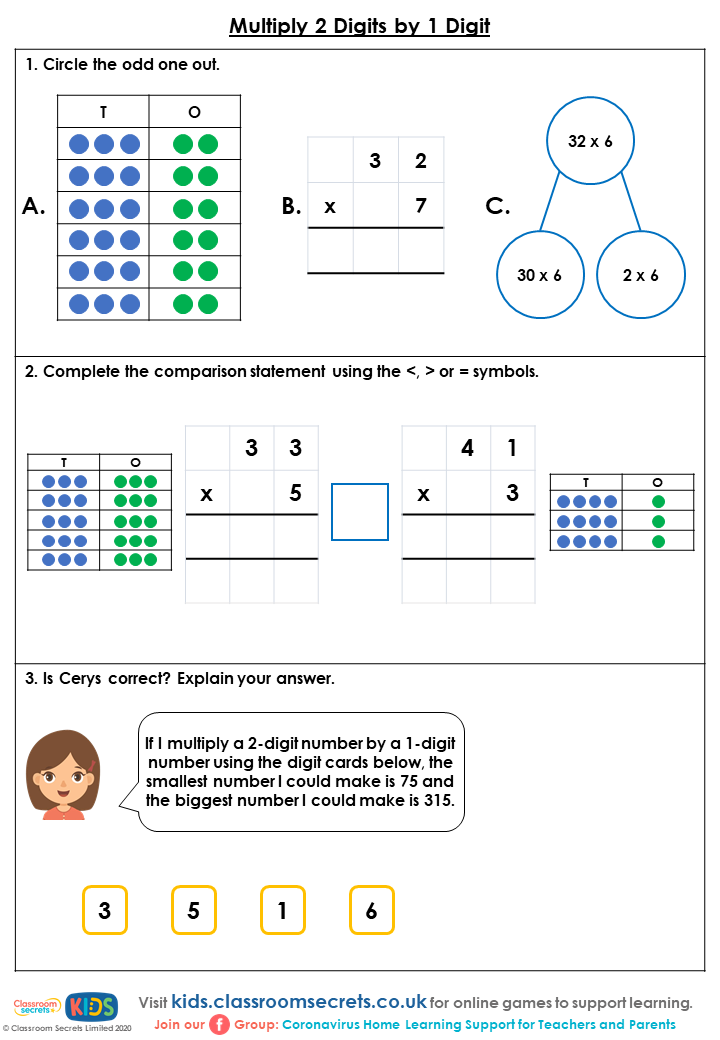 Multiply 2 Digits by 1 Digit
1. Circle the odd one out.
A.
T O
B.
3 2
x 7
C.
32 x 6
30 x 6 2 x 6
2. Complete the comparison statement using the <, > or = symbols.
T O
3 3
x 5
4 1
x 3
T O
3. Is Cerys correct? Explain your answer.
If I multiply a 2-digit number by a 1-digit
number using the digit cards below, the
smallest number I could make is 75 and
the biggest number I could make is 315.
3 5 1 6
Classroom
secrets
KIDS
© Classroom Secrets Limited 2020
Visit kids.classroomsecrets.co.uk for online games to support learning.
Join our f Group: Coronavirus Home Learning Support for Teachers and Parents